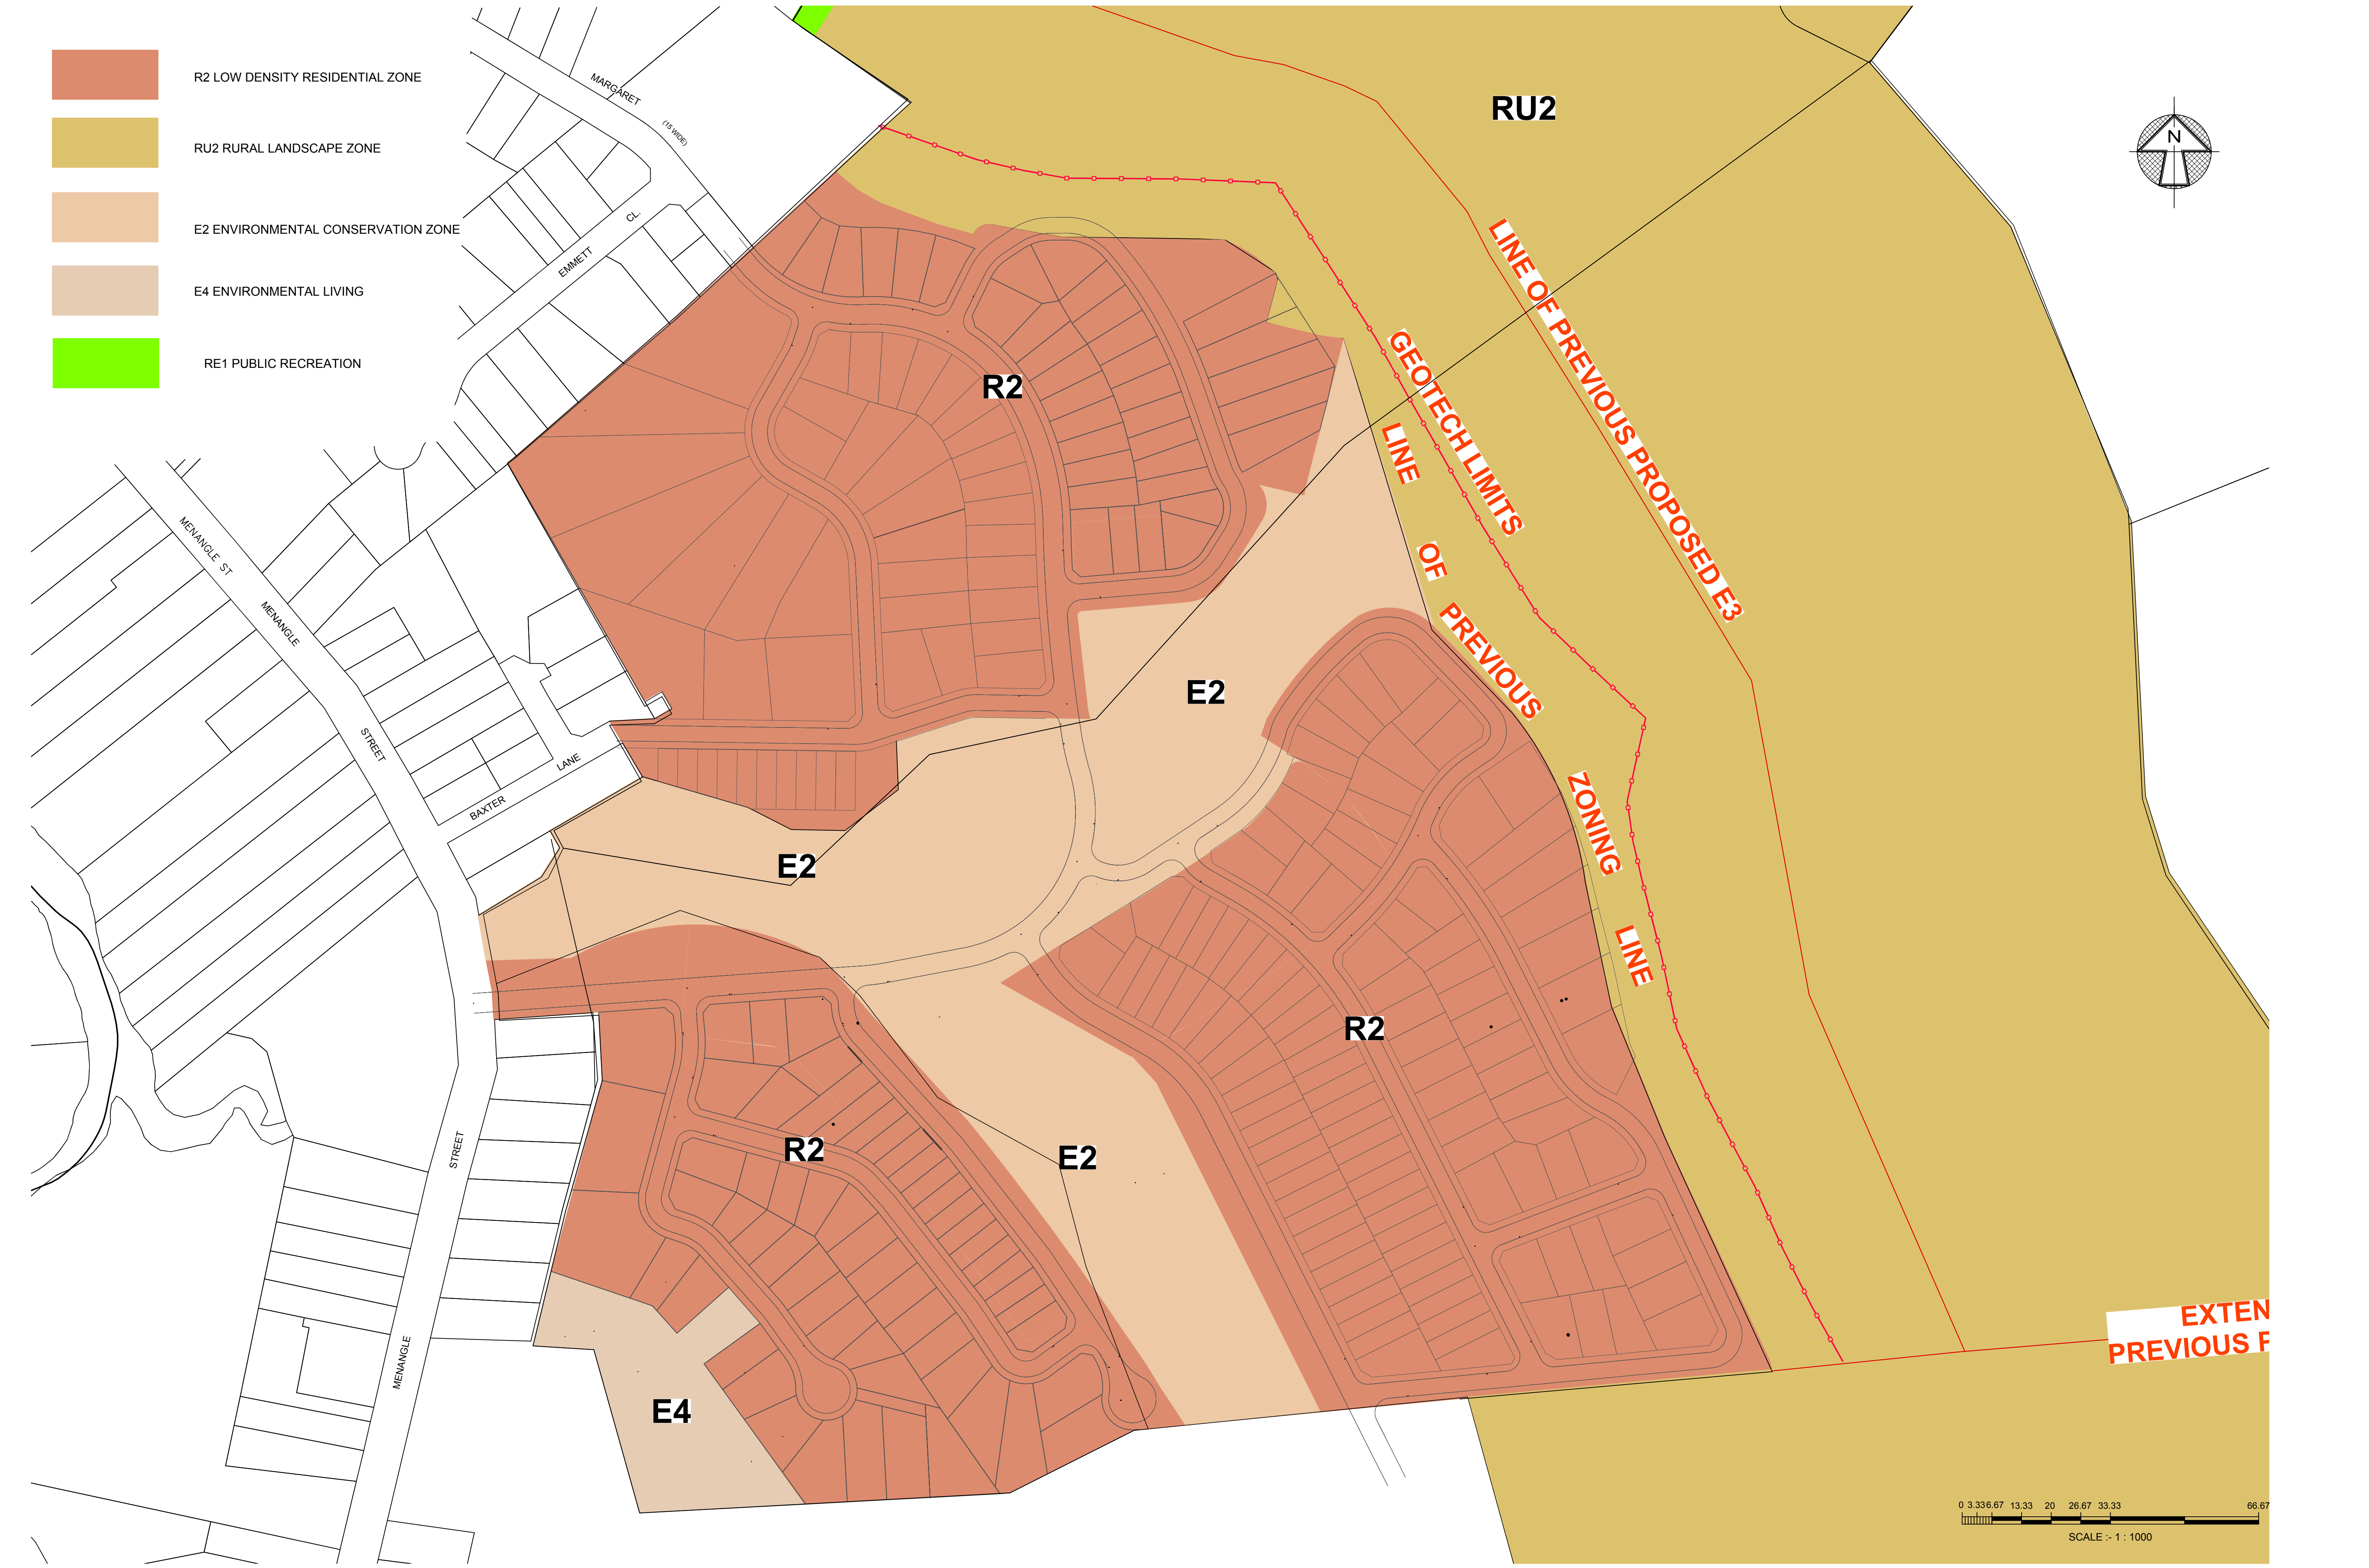 R2 LOW DENSITY RESIDENTIAL ZONE
RU2 RURAL LANDSCAPE ZONE
E2 ENVIRONMENTAL CONSERVATION ZONE
E4 ENVIRONMENTAL LIVING
RE1 PUBLIC RECREATION
MARGARET
(15 WIDE)
EMMETT
CL.
RU2
N
LINE OF PREVIOUS PROPOSED E3
GEOTECH LIMITS
LINE
OF
PREVIOUS
ZONING
LINE
R2
MENANGLE ST
MENANGLE
STREET
BAXTER
LANE
E2
E2
R2
R2
E2
STREET
MENANGLE
E4
EXTEN
PREVIOUS P
0 3.33 6.67 13.33 20 26.67 33.33 66.67
SCALE :- 1 : 1000